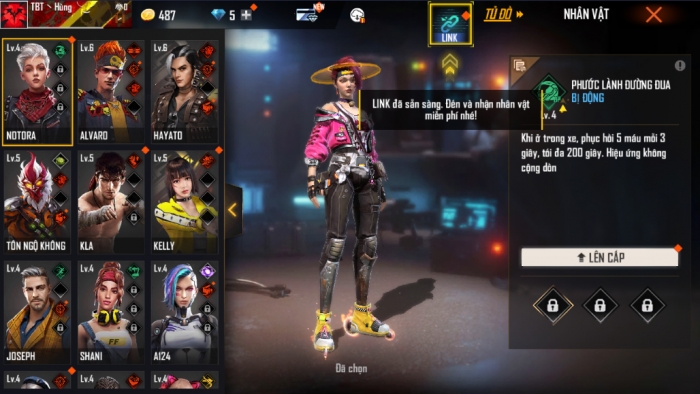 TBT ヽ Hùng
487
5
NEW
LINK
TỦ ĐỒ
NHÂN VẬT
Lv.4
NOTORA
Lv.6
ALVARO
Lv.6
HAYATO
Lv.5
TÔN NGỘ KHÔNG
Lv.5
KLA
Lv.5
KELLY
Lv.4
JOSEPH
Lv.4
SHANI
FF
Lv.4
A124
Lv.4
Lv.4
Lv.4
LINK đã sẵn sàng. Đến và nhận nhân vật
miễn phí nhé!
Đã chọn
PHƯỚC LÀNH ĐƯỜNG ĐUA
BỊ ĐỘNG
Lv. 4
Khi ở trong xe, phục hồi 5 máu mỗi 3
giây, tối đa 200 giây. Hiệu ứng không
cộng dồn
LÊN CẤP